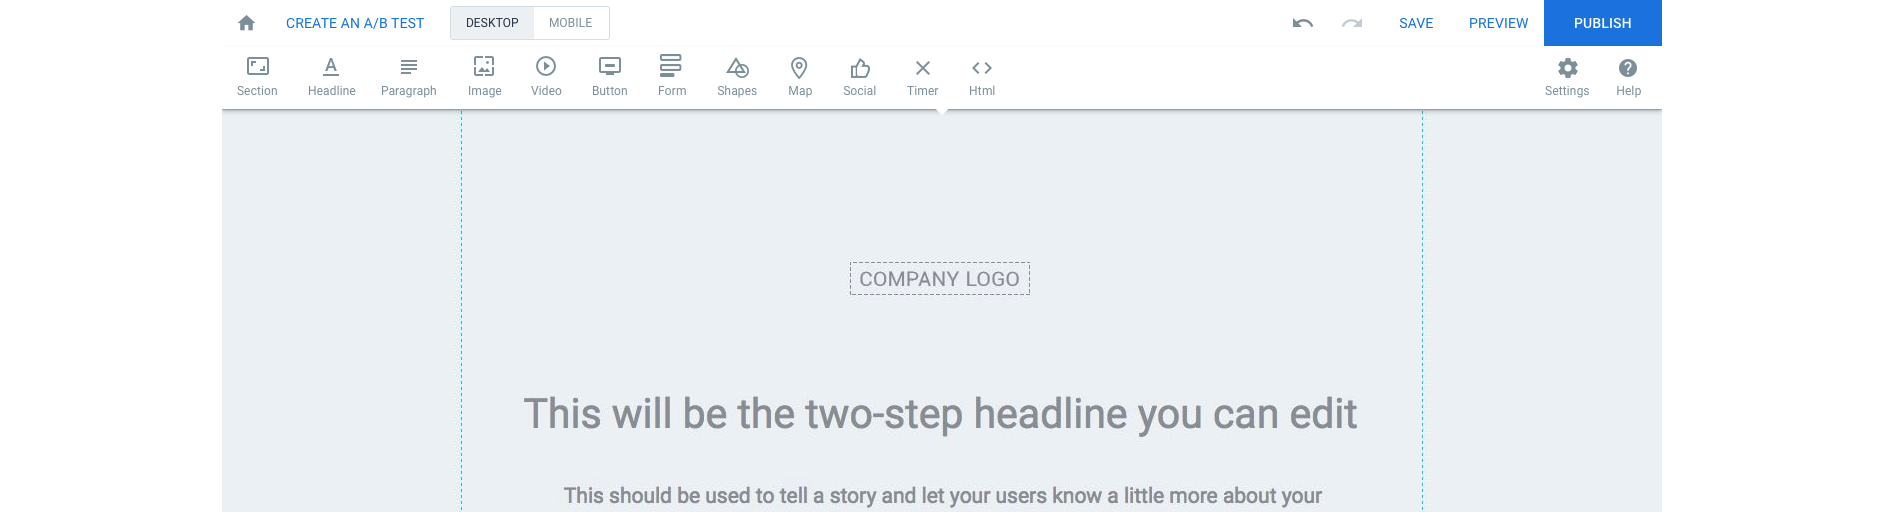 CREATE AN A/B TEST DESKTOP MOBILE SAVE PREVIEW PUBLISH
Section Headline Paragraph Image Video Button Form Shapes Map Social Timer Html Settings Help
COMPANY LOGO
This will be the two-step headline you can edit
This should be used to tell a story and let your users know a little more about your